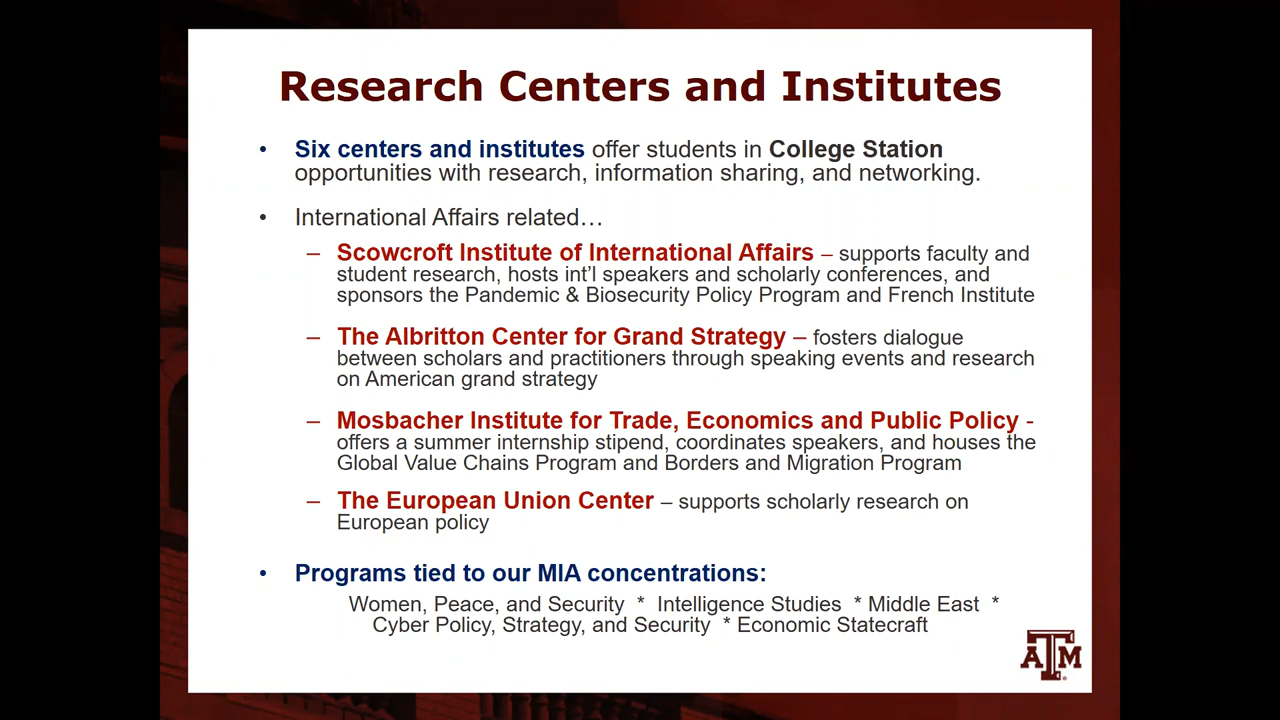 Research Centers and Institutes
• Six centers and institutes offer students in College Station
opportunities with research, information sharing, and networking.
• International Affairs related…
– Scowcroft Institute of International Affairs – supports faculty and
student research, hosts int’l speakers and scholarly conferences, and
sponsors the Pandemic & Biosecurity Policy Program and French Institute
– The Albritton Center for Grand Strategy – fosters dialogue
between scholars and practitioners through speaking events and research
on American grand strategy
– Mosbacher Institute for Trade, Economics and Public Policy -
offers a summer internship stipend, coordinates speakers, and houses the
Global Value Chains Program and Borders and Migration Program
– The European Union Center – supports scholarly research on
European policy
• Programs tied to our MIA concentrations:
Women, Peace, and Security * Intelligence Studies * Middle East *
Cyber Policy, Strategy, and Security * Economic Statecraft
ATM®